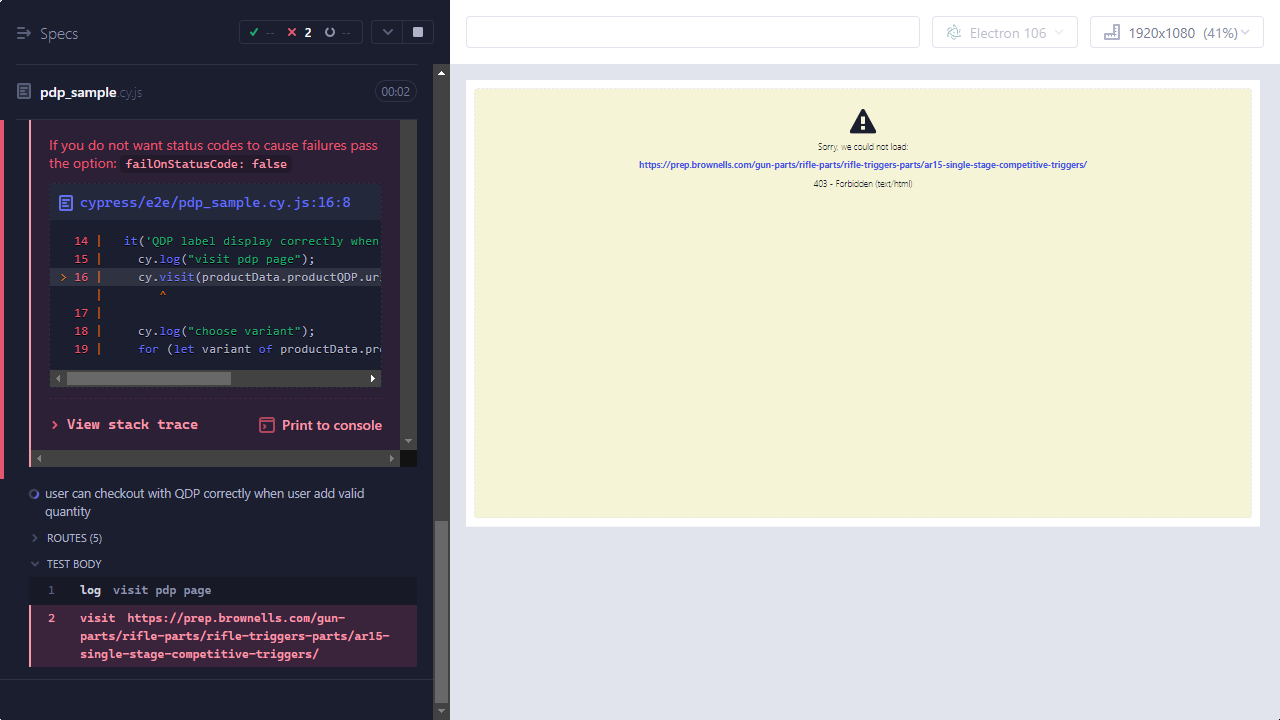 Specs
-- 2 --
pdp_sample.cy.js 00:02
If you do not want status codes to cause failures pass
the option: failOnStatusCode: false
cypress/e2e/pdp_sample.cy.js:16:8
14 | it('QDP label display correctly when
15 | cy.log("visit pdp page");
> 16 | cy.visit(productData.productQDP.uri
| ^
17 |
18 | cy.log("choose variant");
19 | for (let variant of productData.pro
View stack trace Print to console
user can checkout with QDP correctly when user add valid
quantity
ROUTES (5)
TEST BODY
1 log visit pdp page
2 visit https://prep.brownells.com/gun-
parts/rifle-parts/rifle-triggers-parts/ar15-
single-stage-competitive-triggers/
Electron 106
1920x1080 (41%)
Sorry, we could not load:
https://prep.brownells.com/gun-parts/rifle-parts/rifle-triggers-parts/ar15-single-stage-competitive-triggers/
403 - Forbidden (text/html)